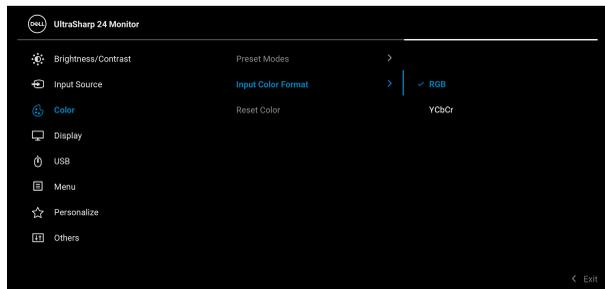 DELL UltraSharp 24 Monitor
Brightness/Contrast Preset Modes >
Input Source Input Color Format > ✓ RGB
Color Reset Color YCbCr
Display
USB
Menu
Personalize
Others
< Exit